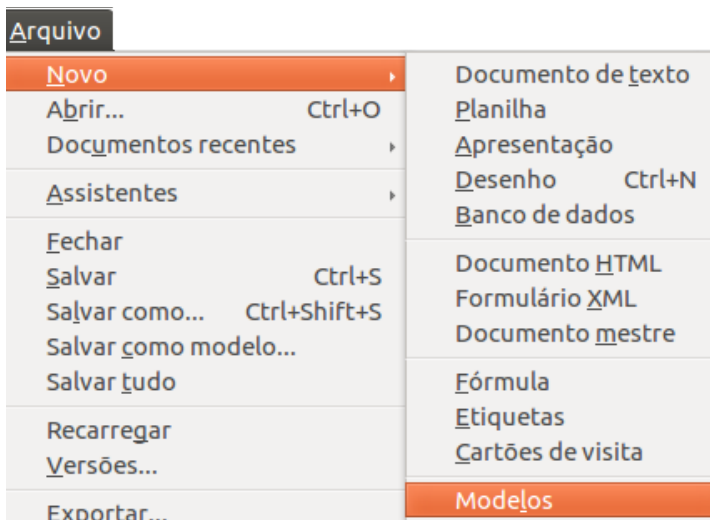 Arquivo
Novo
Abrir... Ctrl+O
Documentos recentes
Assistentes
Fechar
Salvar Ctrl+S
Salvar como... Ctrl+Shift+S
Salvar como modelo...
Salvar tudo
Recarregar
Versões...
Exportar...
Documento de texto
Planilha
Apresentação
Desenho Ctrl+N
Banco de dados
Documento HTML
Formulário XML
Documento mestre
Fórmula
Etiquetas
Cartões de visita
Modelos